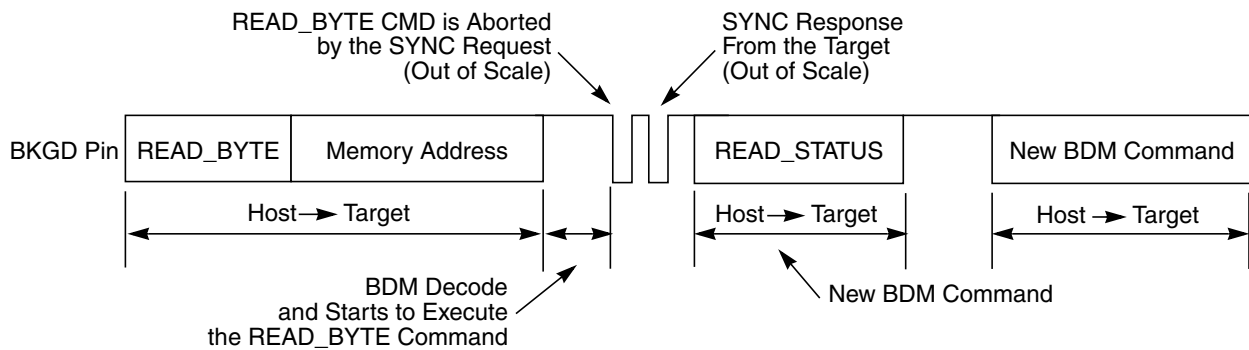 READ_BYTE CMD is Aborted
by the SYNC Request
(Out of Scale)
SYNC Response
From the Target
(Out of Scale)
BKGD Pin
READ_BYTE
Memory Address
READ_STATUS
New BDM Command
Host → Target
Host → Target
Host → Target
BDM Decode
and Starts to Execute
the READ_BYTE Command
New BDM Command